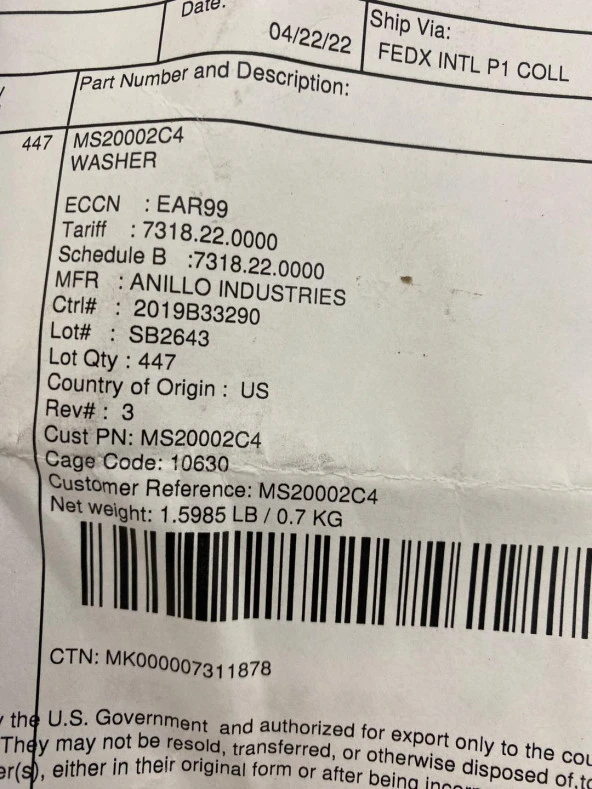 Date:
04/22/22
Ship Via:
FEDX INTL P1 COLL
Part Number and Description:
447
MS20002C4
WASHER
ECCN : EAR99
Tariff : 7318.22.0000
Schedule B :7318.22.0000
MFR : ANILLO INDUSTRIES
Ctrl# : 2019B33290
Lot# : SB2643
Lot Qty : 447
Country of Origin : US
Rev# : 3
Cust PN: MS20002C4
Cage Code: 10630
Customer Reference: MS20002C4
Net weight: 1.5985 LB / 0.7 KG
CTN: MK000007311878
the U.S. Government and authorized for export only to the
They may not be resold, transferred, or otherwise disposed of,
either in their original form or after being